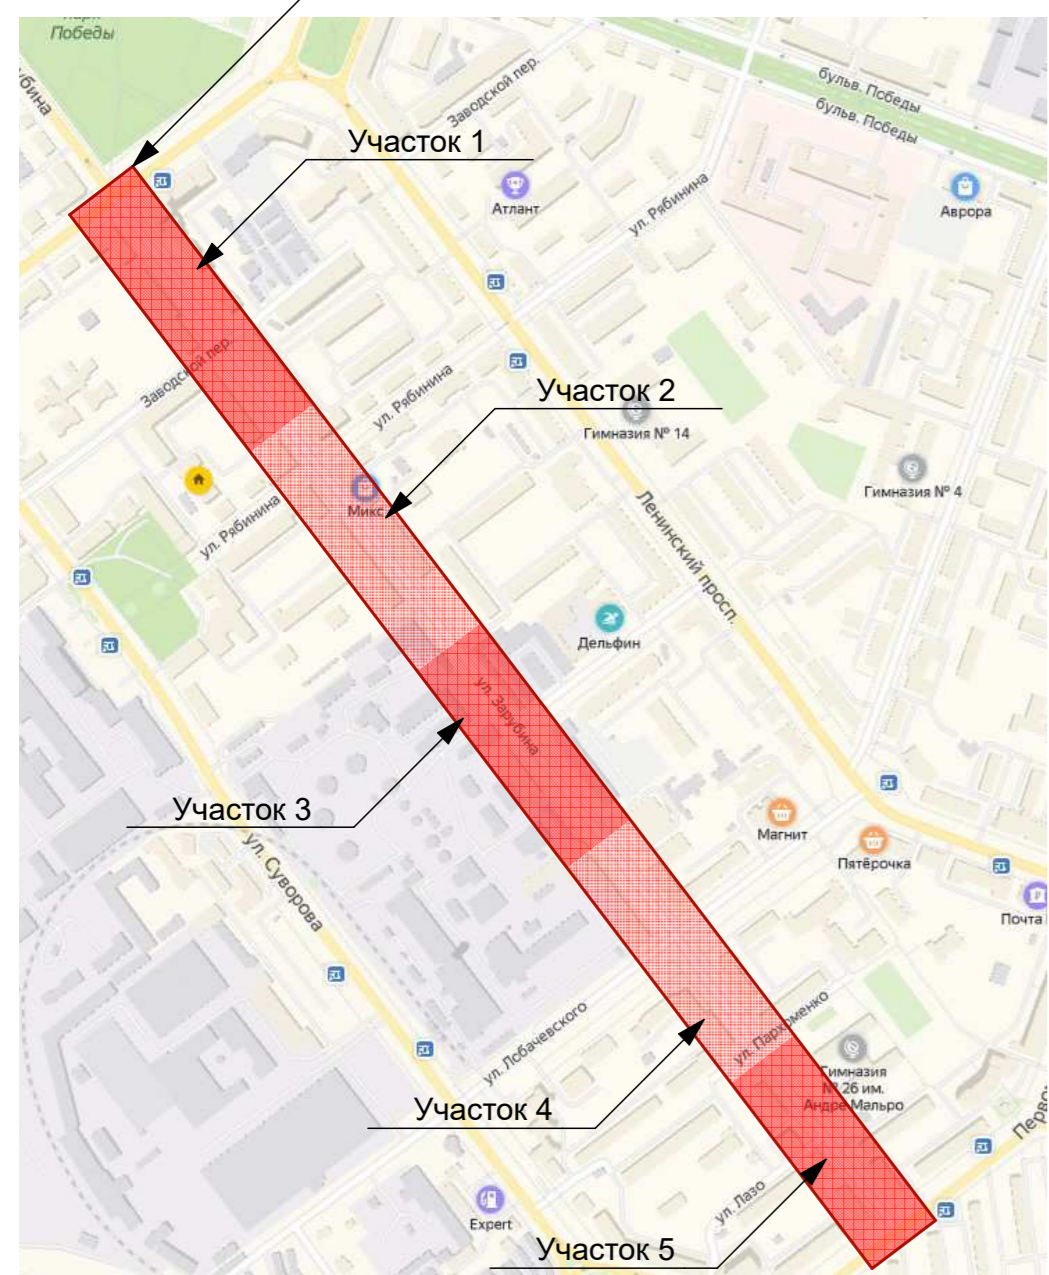 парк
Победы
Заводской пер.
бульв. Победы
бульв. Победы
Участок 1
Атлант
ул. Рябинина
Аврора
Заводской пер.
ул. Рябинина
Участок 2
Гимназия № 14
Гимназия № 4
Микс
ул. Рябинина
Ленинский просп.
Дельфин
ул. Зарубина
Участок 3
Магнит
Пятёрочка
ул. Суворова
Почта
ул. Лобачевского
ул. Пархоменко
Гимназия
№ 26 им.
Андре Мальро
Участок 4
ул. Лазо
Expert
Участок 5